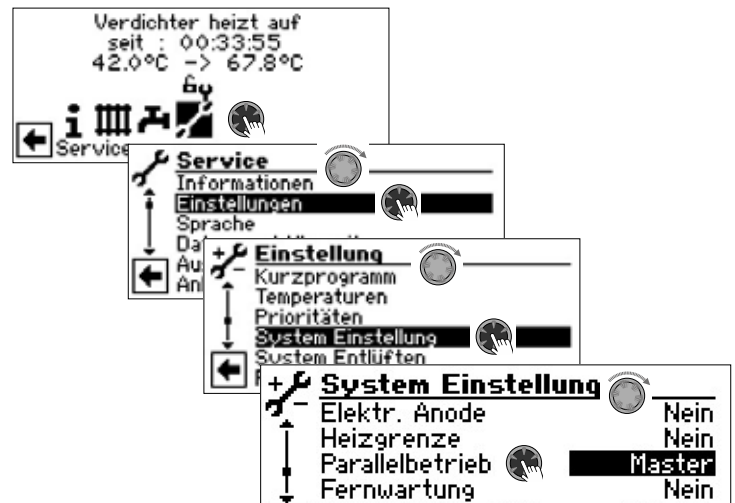 Verdichter heizt auf
seit : 00:33:55
42.0°C -> 67.8°C
Service
Service
Informationen
Einstellungen
Sprache
Einstellung
Kurzprogramm
Temperaturen
Prioritäten
System Einstellung
System Entlüften
System Einstellung
Elektr. Anode Nein
Heizgrenze Nein
Parallelbetrieb Master
Fernwartung Nein